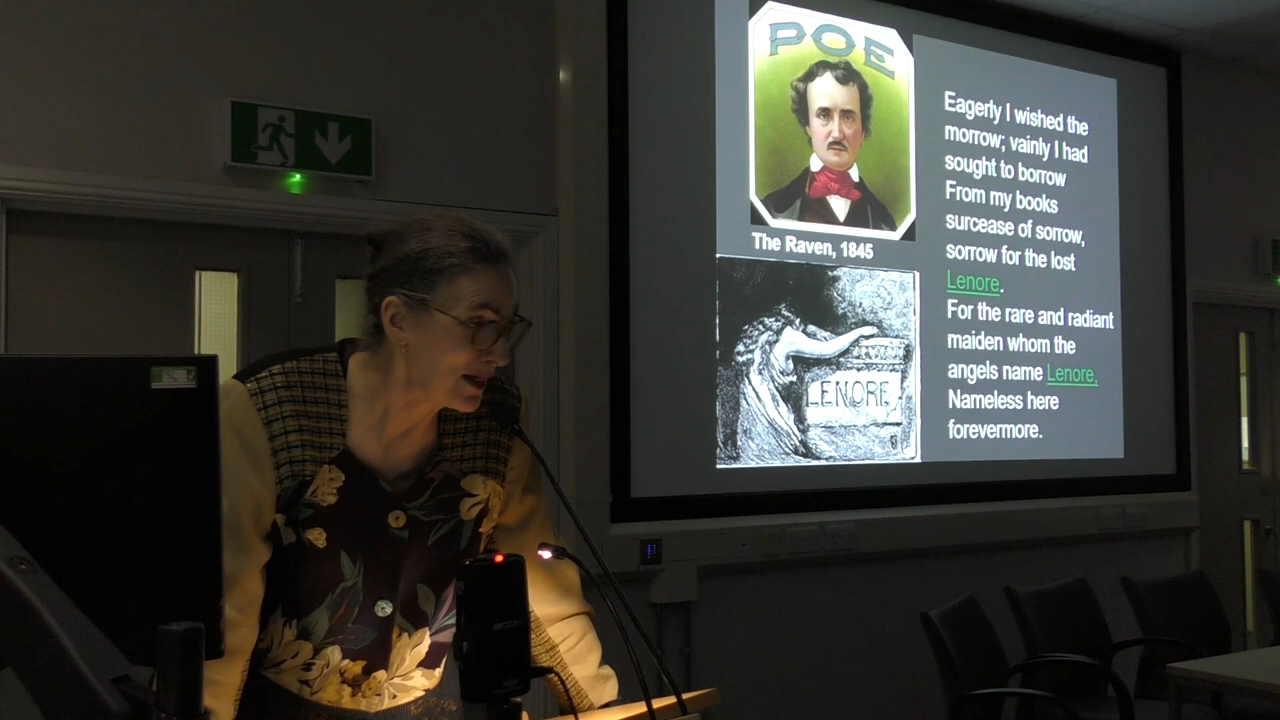 POE
The Raven, 1845
LENORE
Eagerly I wished the
morrow; vainly I had
sought to borrow
From my books
surcease of sorrow,
sorrow for the lost
Lenore.
For the rare and radiant
maiden whom the
angels name Lenore,
Nameless here
forevermore.
zoom